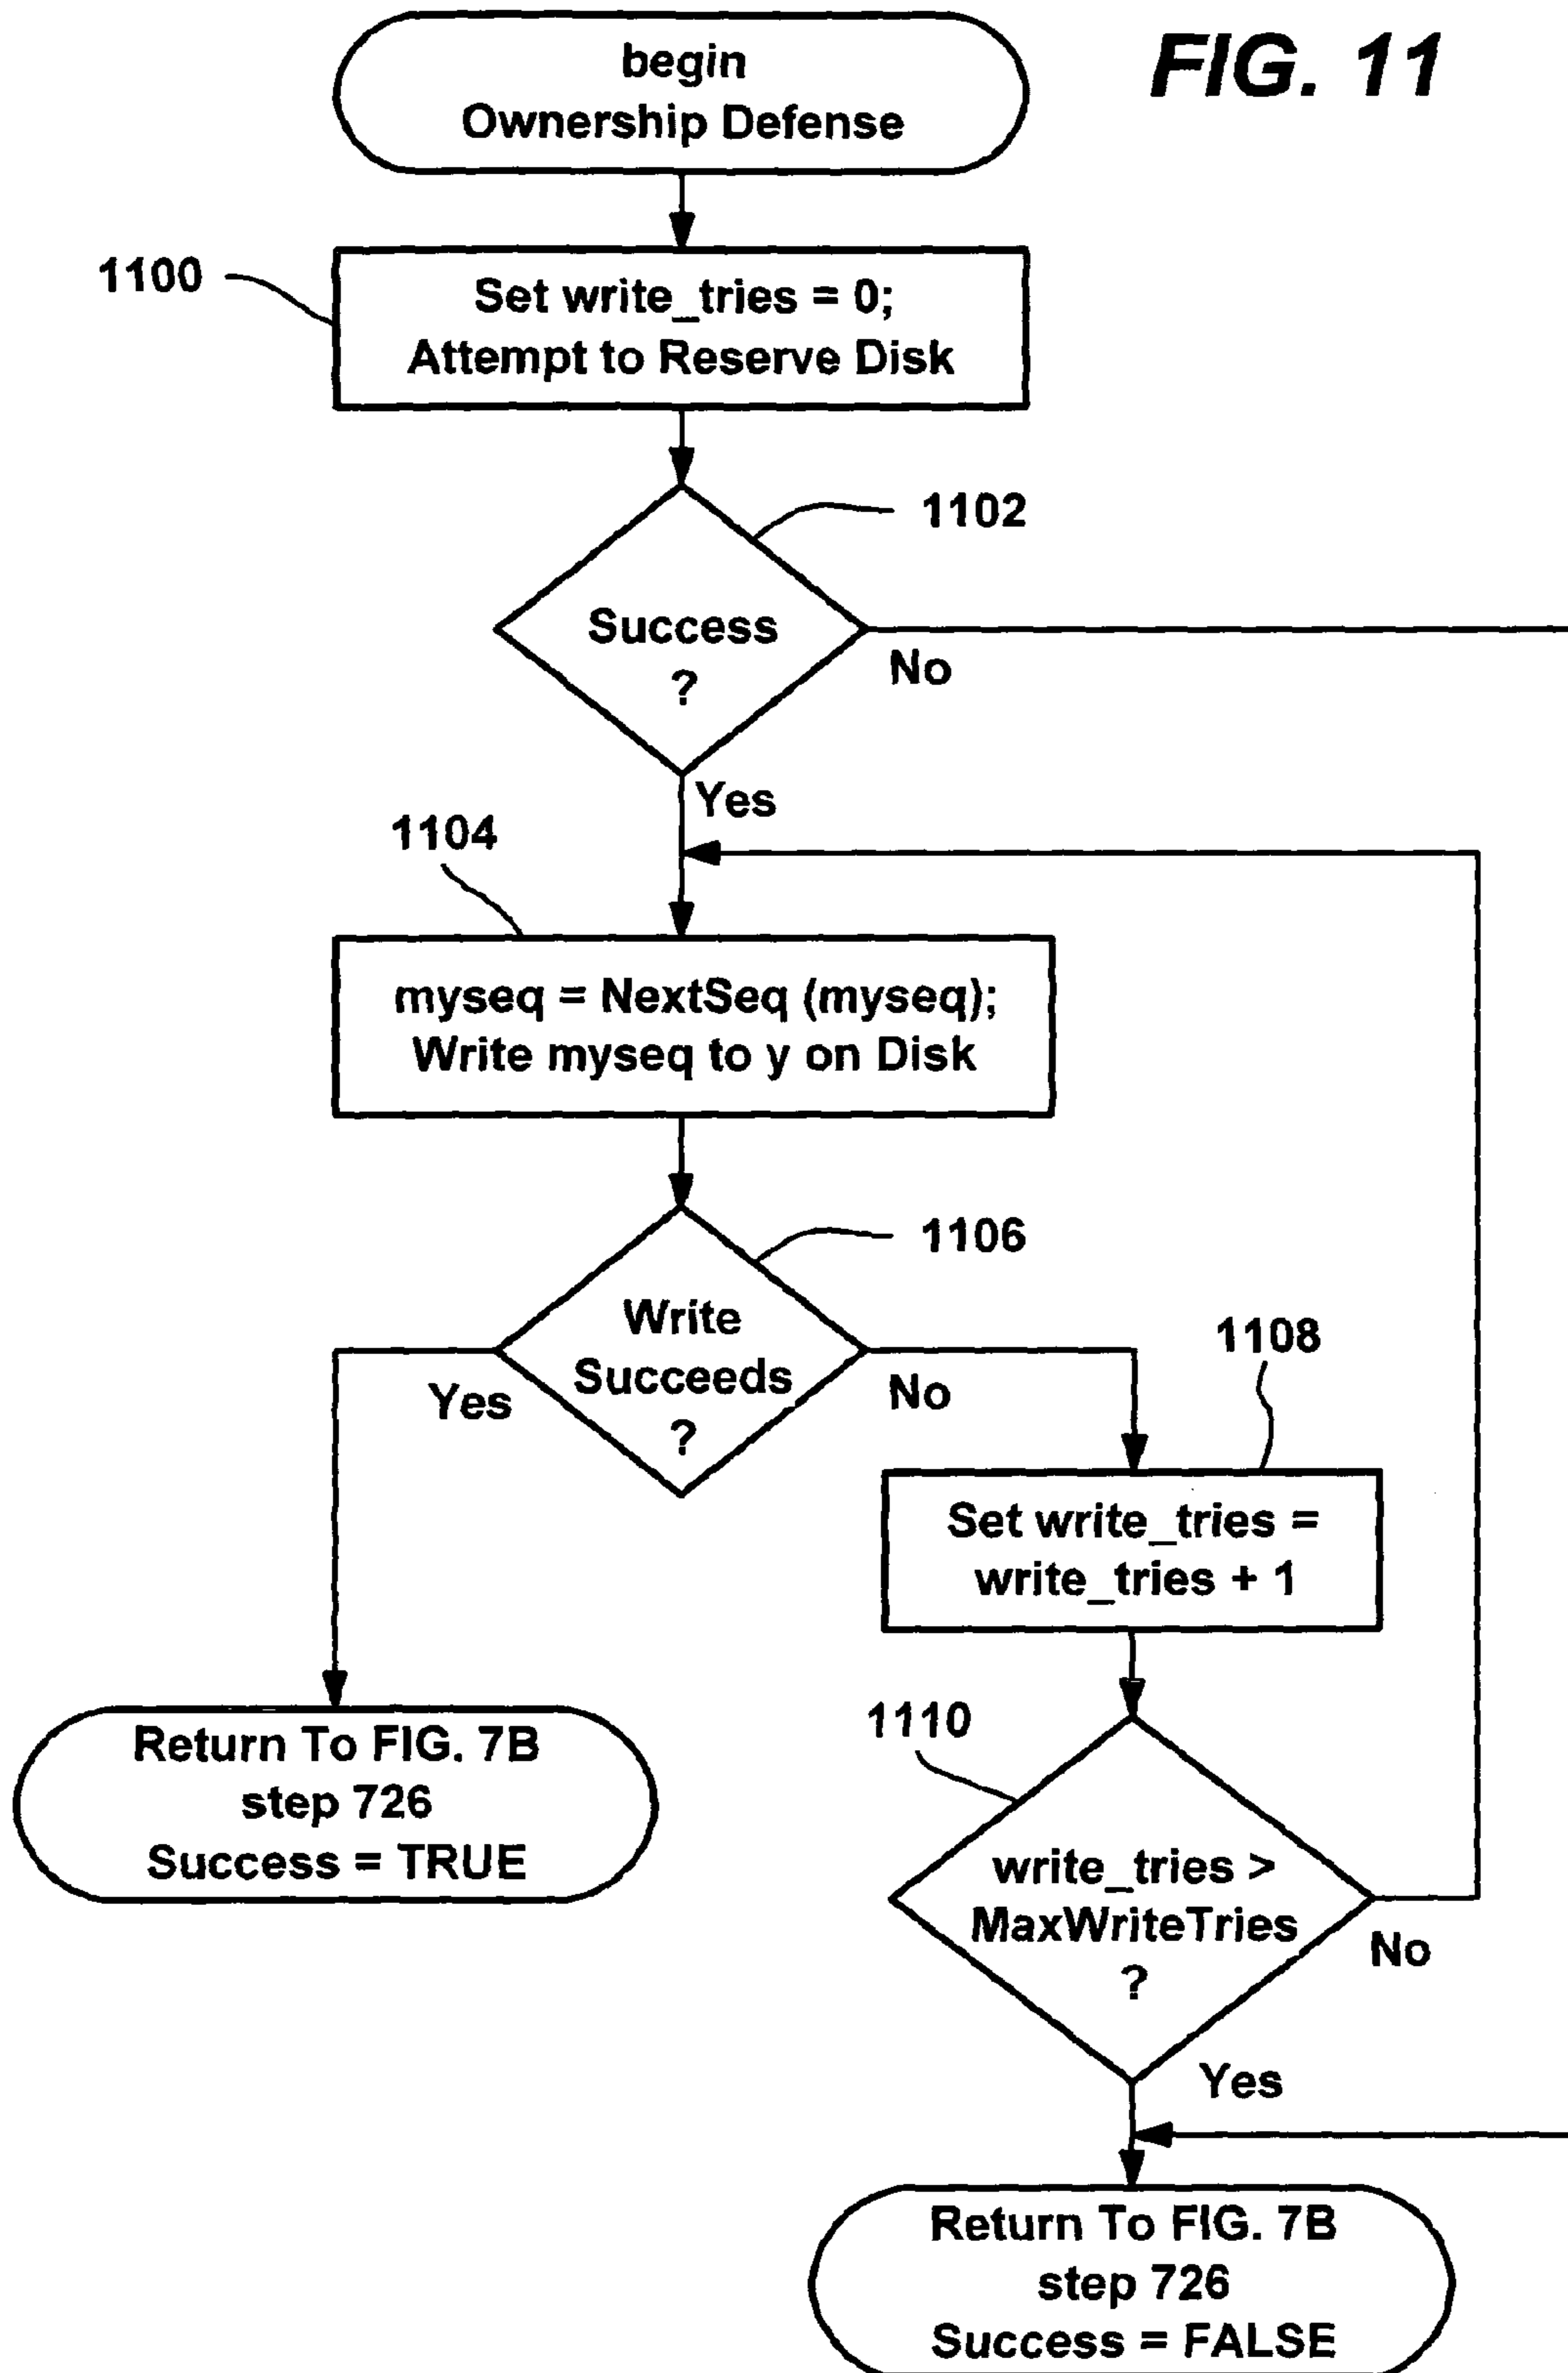 FIG. 11
begin
Ownership Defense
1100
Set write_tries = 0;
Attempt to Reserve Disk
1102
Success
?
No
Yes
1104
myseq = NextSeq (myseq);
Write myseq to y on Disk
1106
Write
Succeeds
?
Yes
No
1108
Set write_tries =
write_tries + 1
Return To FIG. 7B
step 726
Success = TRUE
1110
write_tries >
MaxWriteTries
?
No
Yes
Return To FIG. 7B
step 726
Success = FALSE